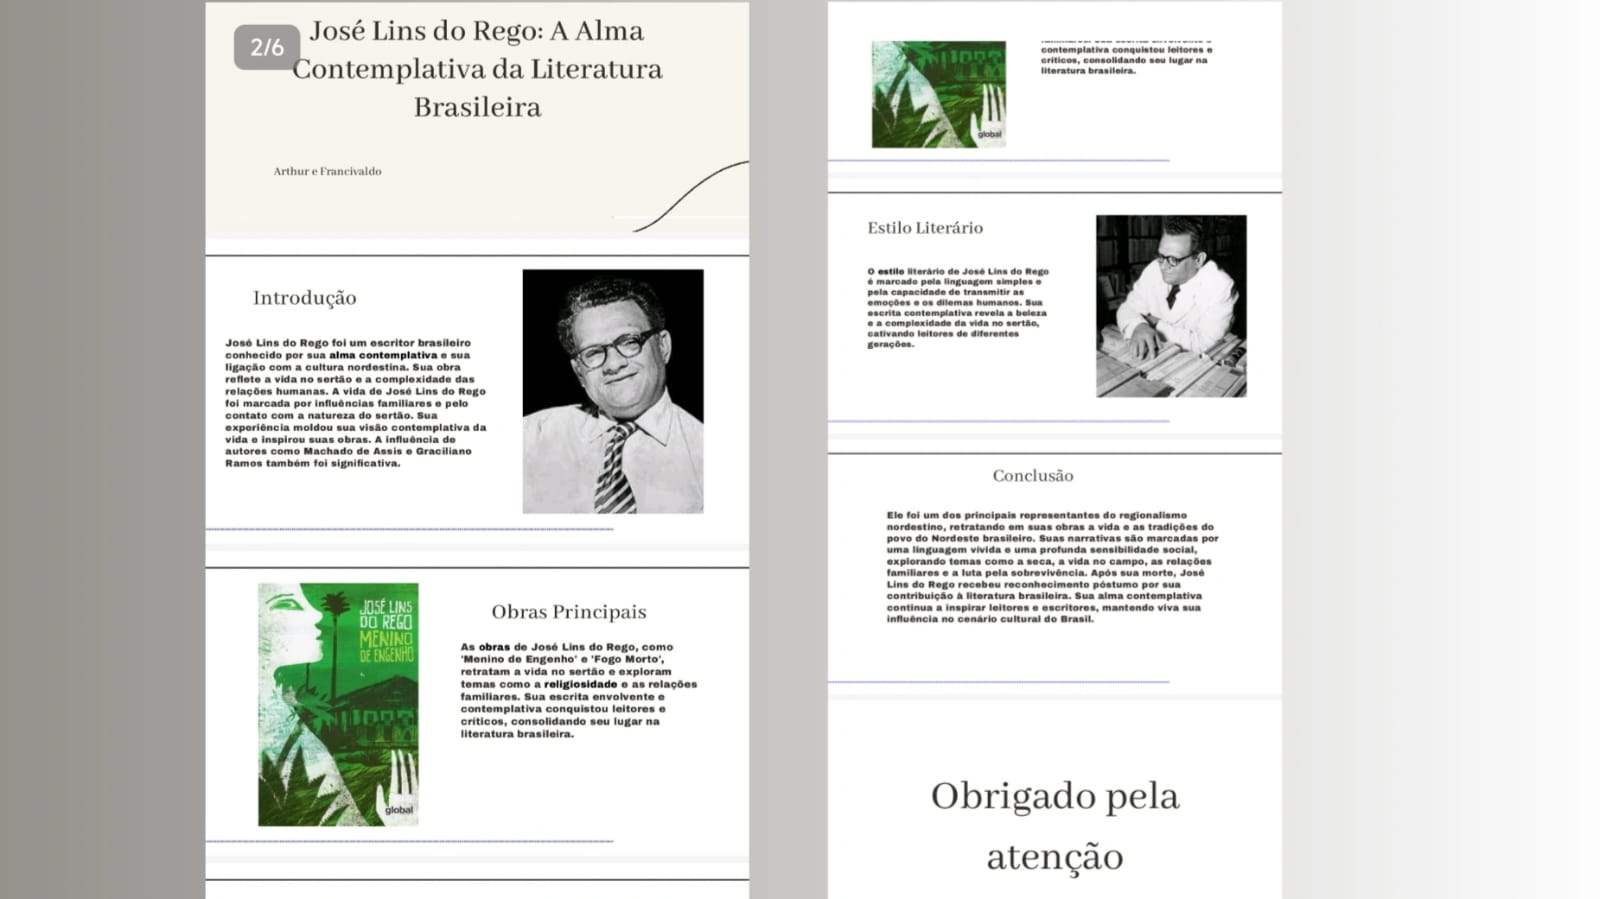 2/6
José Lins do Rego: A Alma
Contemplativa da Literatura
Brasileira
Arthur e Francivaldo
Introdução
José Lins do Rego foi um escritor brasileiro
conhecido por sua alma contemplativa e sua
ligação com a cultura nordestina. Sua obra
reflete a vida no sertão e a complexidade das
relações humanas. A vida de José Lins do Rego
foi marcada por influências familiares e pelo
contato com a natureza do sertão. Sua
experiência moldou sua visão contemplativa da
vida e inspirou suas obras. A influência de
autores como Machado de Assis e Graciliano
Ramos também foi significativa.
JOSÉ LINS
DO REGO
MENINO
DE ENGENHO
global
Obras Principais
As obras de José Lins do Rego, como
'Menino de Engenho' e 'Fogo Morto',
retratam a vida no sertão e exploram
temas como a religiosidade e as relações
familiares. Sua escrita envolvente e
contemplativa conquistou leitores e
críticos, consolidando seu lugar na
literatura brasileira.
global
contemplativa conquistou leitores e
críticos, consolidando seu lugar na
literatura brasileira.
Estilo Literário
O estilo literário de José Lins do Rego
é marcado pela linguagem simples e
pela capacidade de transmitir as
emoções e os dilemas humanos. Sua
escrita contemplativa revela a beleza
e a complexidade da vida no sertão,
cativando leitores de diferentes
gerações.
Conclusão
Ele foi um dos principais representantes do regionalismo
nordestino, retratando em suas obras a vida e as tradições do
povo do Nordeste brasileiro. Suas narrativas são marcadas por
uma linguagem vívida e uma profunda sensibilidade social,
explorando temas como a seca, a vida no campo, as relações
familiares e a luta pela sobrevivência. Após sua morte, José
Lins do Rego recebeu reconhecimento póstumo por sua
contribuição à literatura brasileira. Sua alma contemplativa
continua a inspirar leitores e escritores, mantendo viva sua
influência no cenário cultural do Brasil.
Obrigado pela
atenção